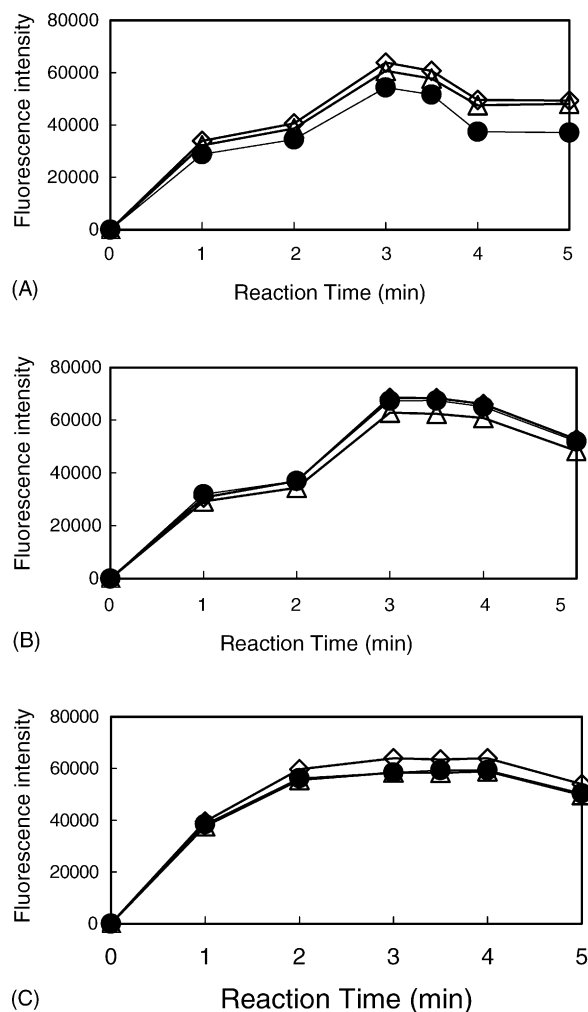 Fluorescence intensity
80000
60000
40000
20000
0
0 1 2 3 4 5
(A)
Reaction Time (min)
Fluorescence intensity
80000
60000
40000
20000
0
0 1 2 3 4 5
(B)
Reaction Time (min)
Fluorescence intensity
80000
60000
40000
20000
0
0 1 2 3 4 5
(C)
Reaction Time (min)